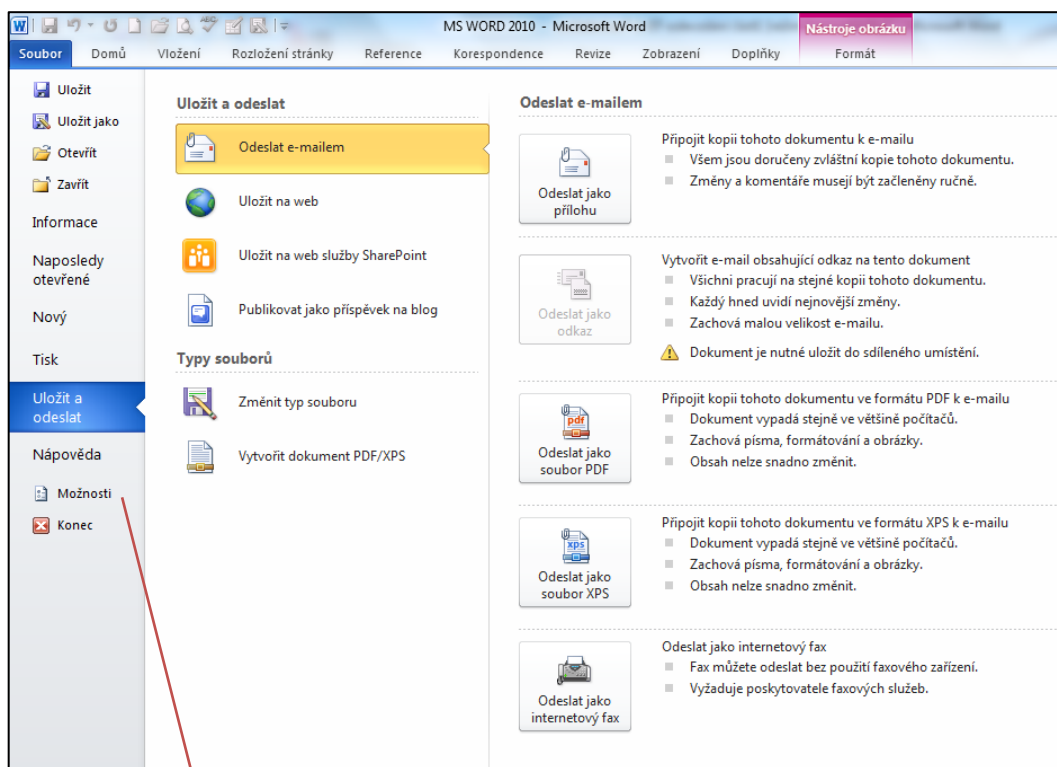 MS WORD 2010 - Microsoft Word
Nástroje obrázku
Soubor Domů Vložení Rozložení stránky Reference Korespondence Revize Zobrazení Doplňky Formát
Uložit
Uložit jako
Otevřít
Zavřít
Informace
Naposledy
otevřené
Nový
Tisk
Uložit a
odeslat
Nápověda
Možnosti
Konec
Uložit a odeslat
Odeslat e-mailem
Uložit na web
Uložit na web služby SharePoint
Publikovat jako příspěvek na blog
Typy souborů
Změnit typ souboru
Vytvořit dokument PDF/XPS
Odeslat e-mailem
Odeslat jako
přílohu
Připojit kopii tohoto dokumentu k e-mailu
Všem jsou doručeny zvláštní kopie tohoto dokumentu.
Změny a komentáře musejí být začleněny ručně.
Odeslat jako
odkaz
Vytvořit e-mail obsahující odkaz na tento dokument
Všichni pracují na stejné kopii tohoto dokumentu.
Každý hned uvidí nejnovější změny.
Zachová malou velikost e-mailu.
Dokument je nutné uložit do sdíleného umístění.
pdf
Odeslat jako
soubor PDF
Připojit kopii tohoto dokumentu ve formátu PDF k e-mailu
Dokument vypadá stejně ve většině počítačů.
Zachová písma, formátování a obrázky.
Obsah nelze snadno změnit.
xps
Odeslat jako
soubor XPS
Připojit kopii tohoto dokumentu ve formátu XPS k e-mailu
Dokument vypadá stejně ve většině počítačů.
Zachová písma, formátování a obrázky.
Obsah nelze snadno změnit.
Odeslat jako
internetový fax
Odeslat jako internetový fax
Fax můžete odeslat bez použití faxového zařízení.
Vyžaduje poskytovatele faxových služeb.